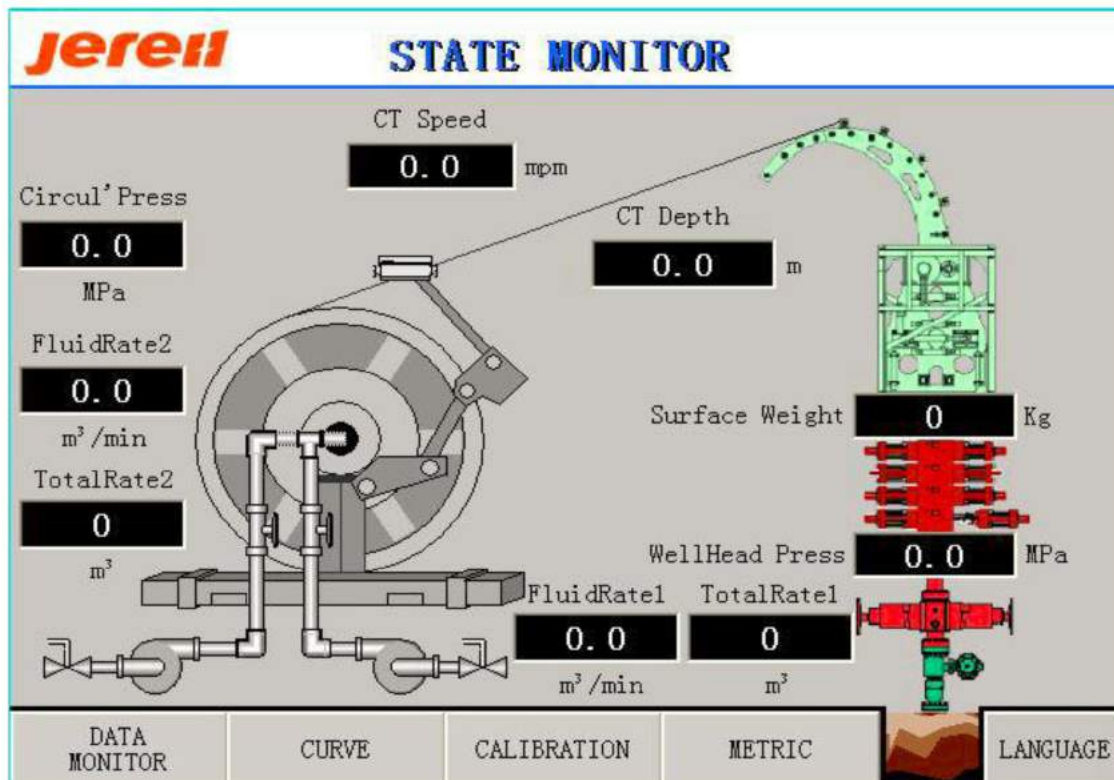 Jereh
STATE MONITOR
CT Speed
0.0 mpm
Circul'Press
0.0
MPa
CT Depth
0.0 m
FluidRate2
0.0
m³/min
Surface Weight 0 Kg
TotalRate2
0
m³
WellHead Press 0.0 MPa
FluidRate1 TotalRate1
0.0 0
m³/min m³
DATA MONITOR
CURVE
CALIBRATION
METRIC
LANGUAGE